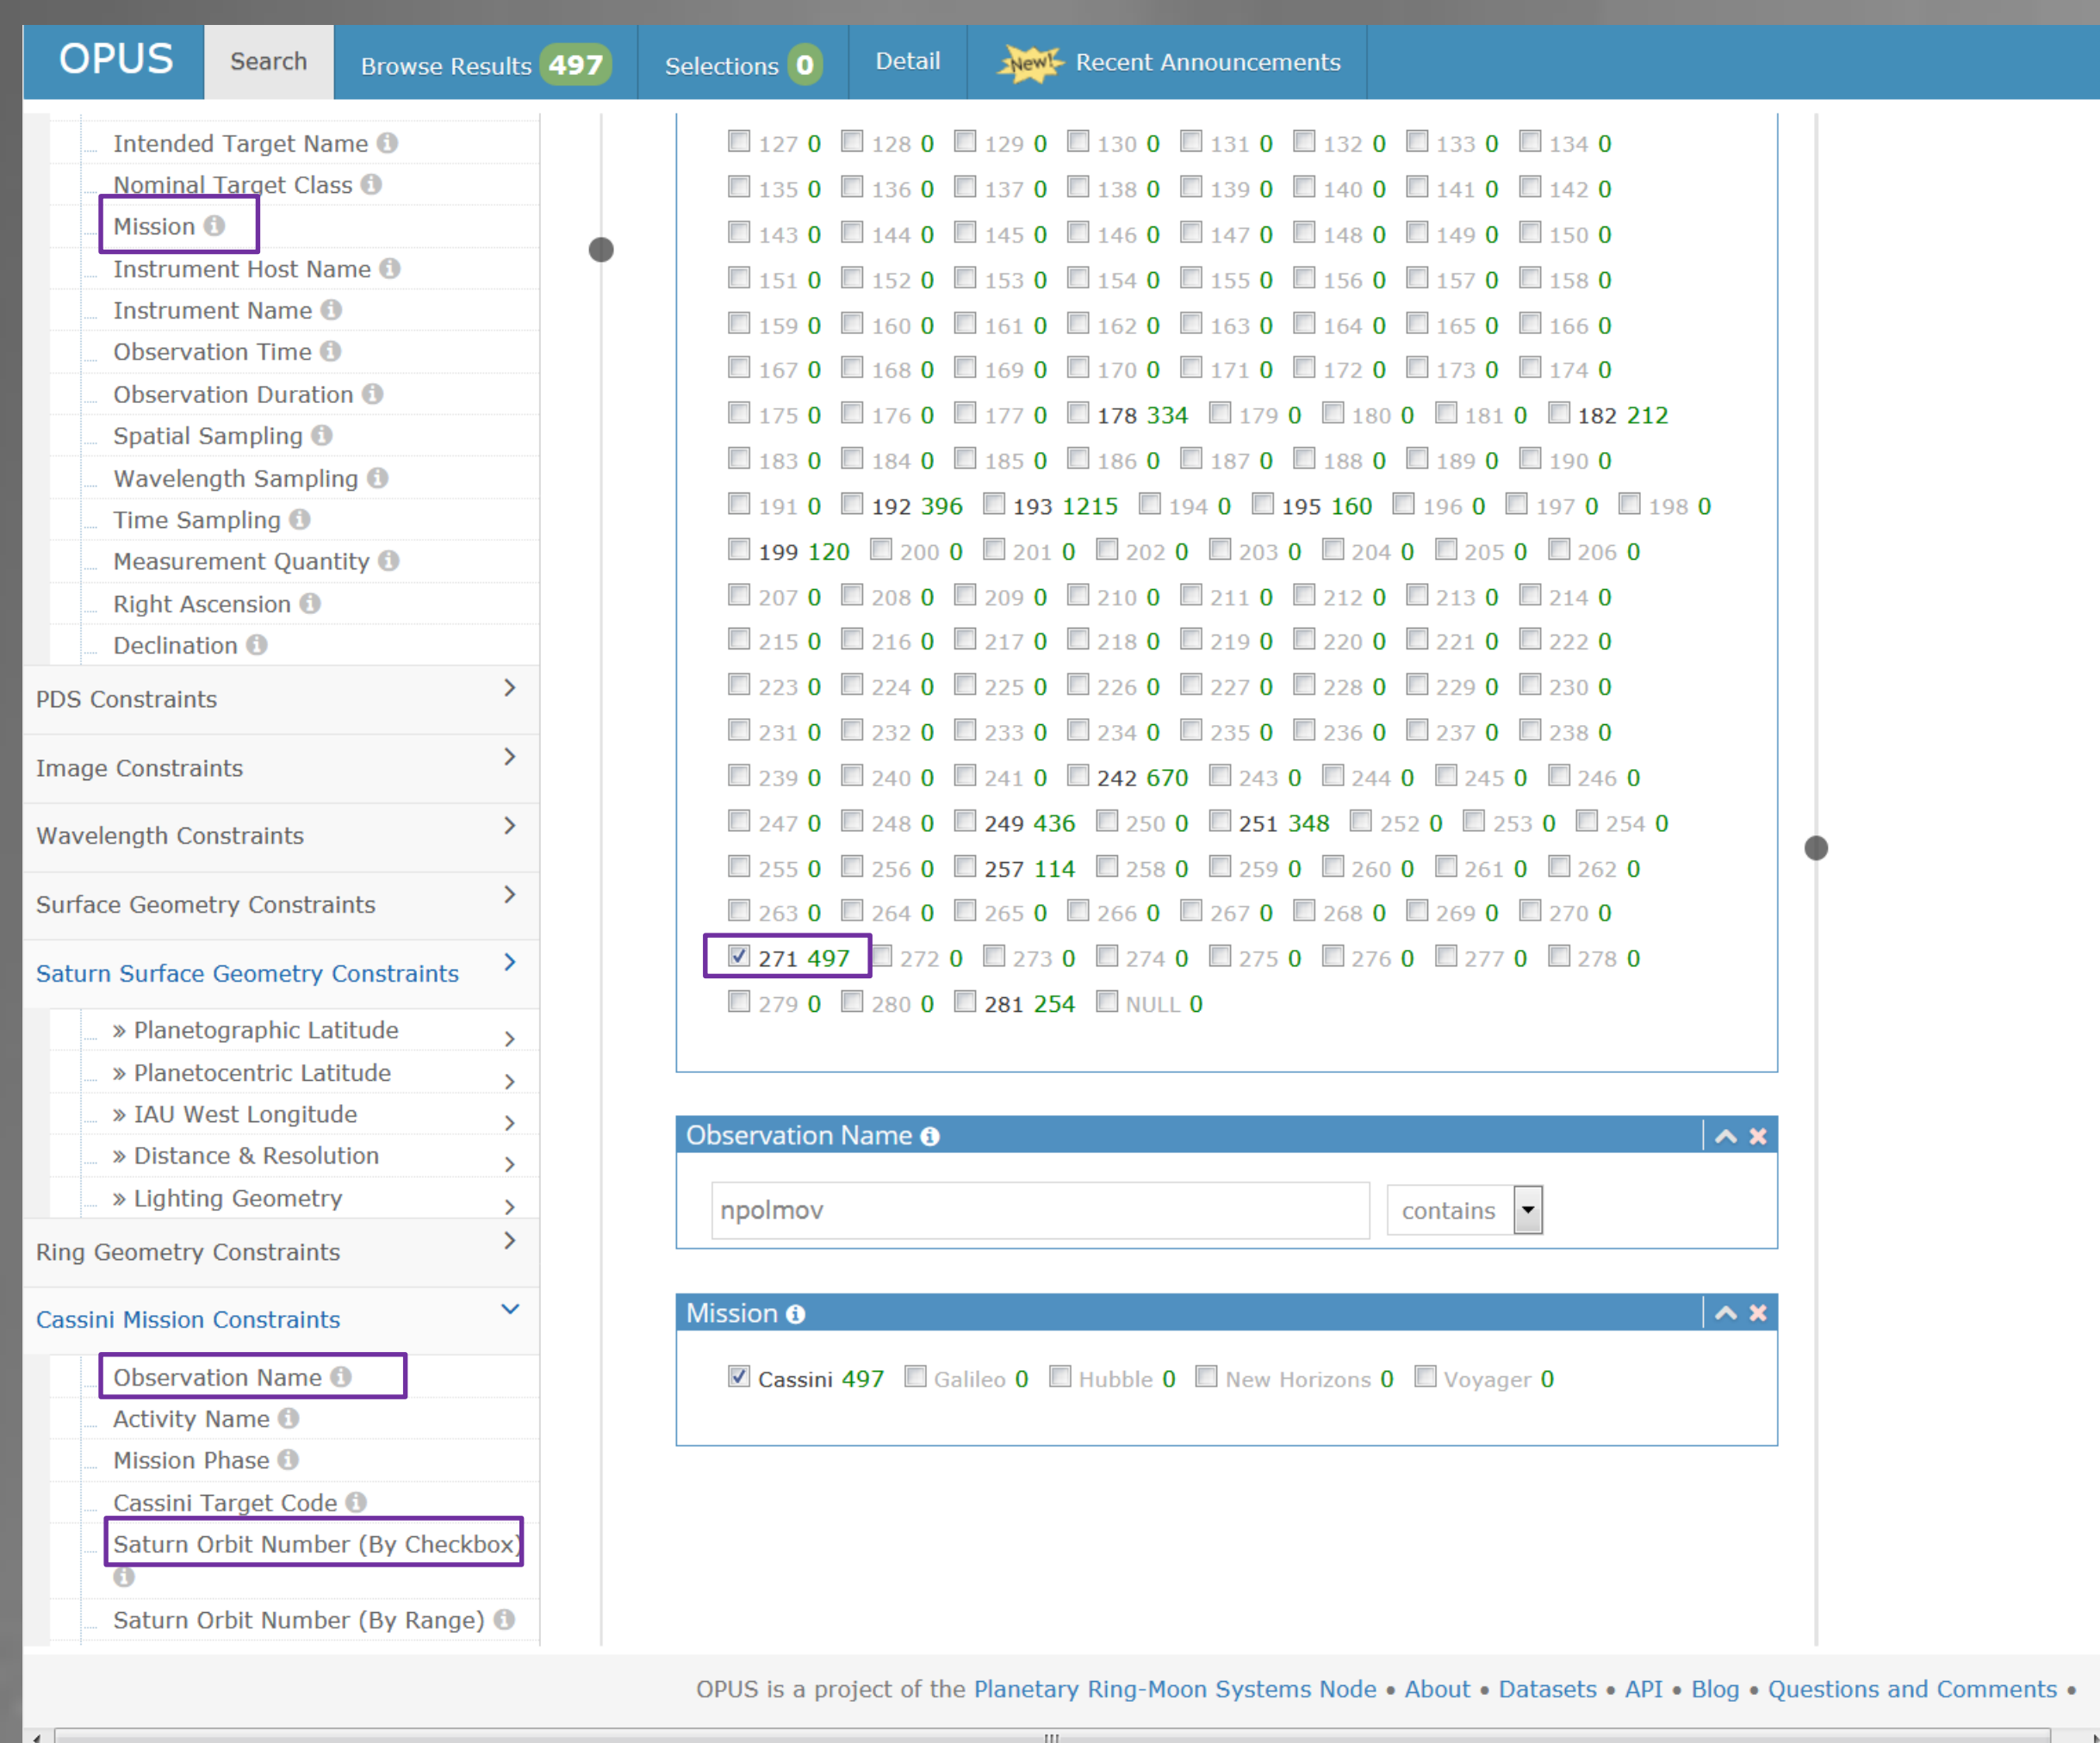 OPUS Search Browse Results 497 Selections 0 Detail New! Recent Announcements
Intended Target Name
Nominal Target Class
Mission
Instrument Host Name
Instrument Name
Observation Time
Observation Duration
Spatial Sampling
Wavelength Sampling
Time Sampling
Measurement Quantity
Right Ascension
Declination
PDS Constraints
Image Constraints
Wavelength Constraints
Surface Geometry Constraints
Saturn Surface Geometry Constraints
» Planetographic Latitude
» Planetocentric Latitude
» IAU West Longitude
» Distance & Resolution
» Lighting Geometry
Ring Geometry Constraints
Cassini Mission Constraints
Observation Name
Activity Name
Mission Phase
Cassini Target Code
Saturn Orbit Number (By Checkbox)
Saturn Orbit Number (By Range)
127 0 128 0 129 0 130 0 131 0 132 0 133 0 134 0
135 0 136 0 137 0 138 0 139 0 140 0 141 0 142 0
143 0 144 0 145 0 146 0 147 0 148 0 149 0 150 0
151 0 152 0 153 0 154 0 155 0 156 0 157 0 158 0
159 0 160 0 161 0 162 0 163 0 164 0 165 0 166 0
167 0 168 0 169 0 170 0 171 0 172 0 173 0 174 0
175 0 176 0 177 0 178 334 179 0 180 0 181 0 182 212
183 0 184 0 185 0 186 0 187 0 188 0 189 0 190 0
191 0 192 396 193 1215 194 0 195 160 196 0 197 0 198 0
199 120 200 0 201 0 202 0 203 0 204 0 205 0 206 0
207 0 208 0 209 0 210 0 211 0 212 0 213 0 214 0
215 0 216 0 217 0 218 0 219 0 220 0 221 0 222 0
223 0 224 0 225 0 226 0 227 0 228 0 229 0 230 0
231 0 232 0 233 0 234 0 235 0 236 0 237 0 238 0
239 0 240 0 241 0 242 670 243 0 244 0 245 0 246 0
247 0 248 0 249 436 250 0 251 348 252 0 253 0 254 0
255 0 256 0 257 114 258 0 259 0 260 0 261 0 262 0
263 0 264 0 265 0 266 0 267 0 268 0 269 0 270 0
271 497 272 0 273 0 274 0 275 0 276 0 277 0 278 0
279 0 280 0 281 254 NULL 0
Observation Name
npolmov contains
Mission
Cassini 497 Galileo 0 Hubble 0 New Horizons 0 Voyager 0
OPUS is a project of the Planetary Ring-Moon Systems Node • About • Datasets • API • Blog • Questions and Comments •